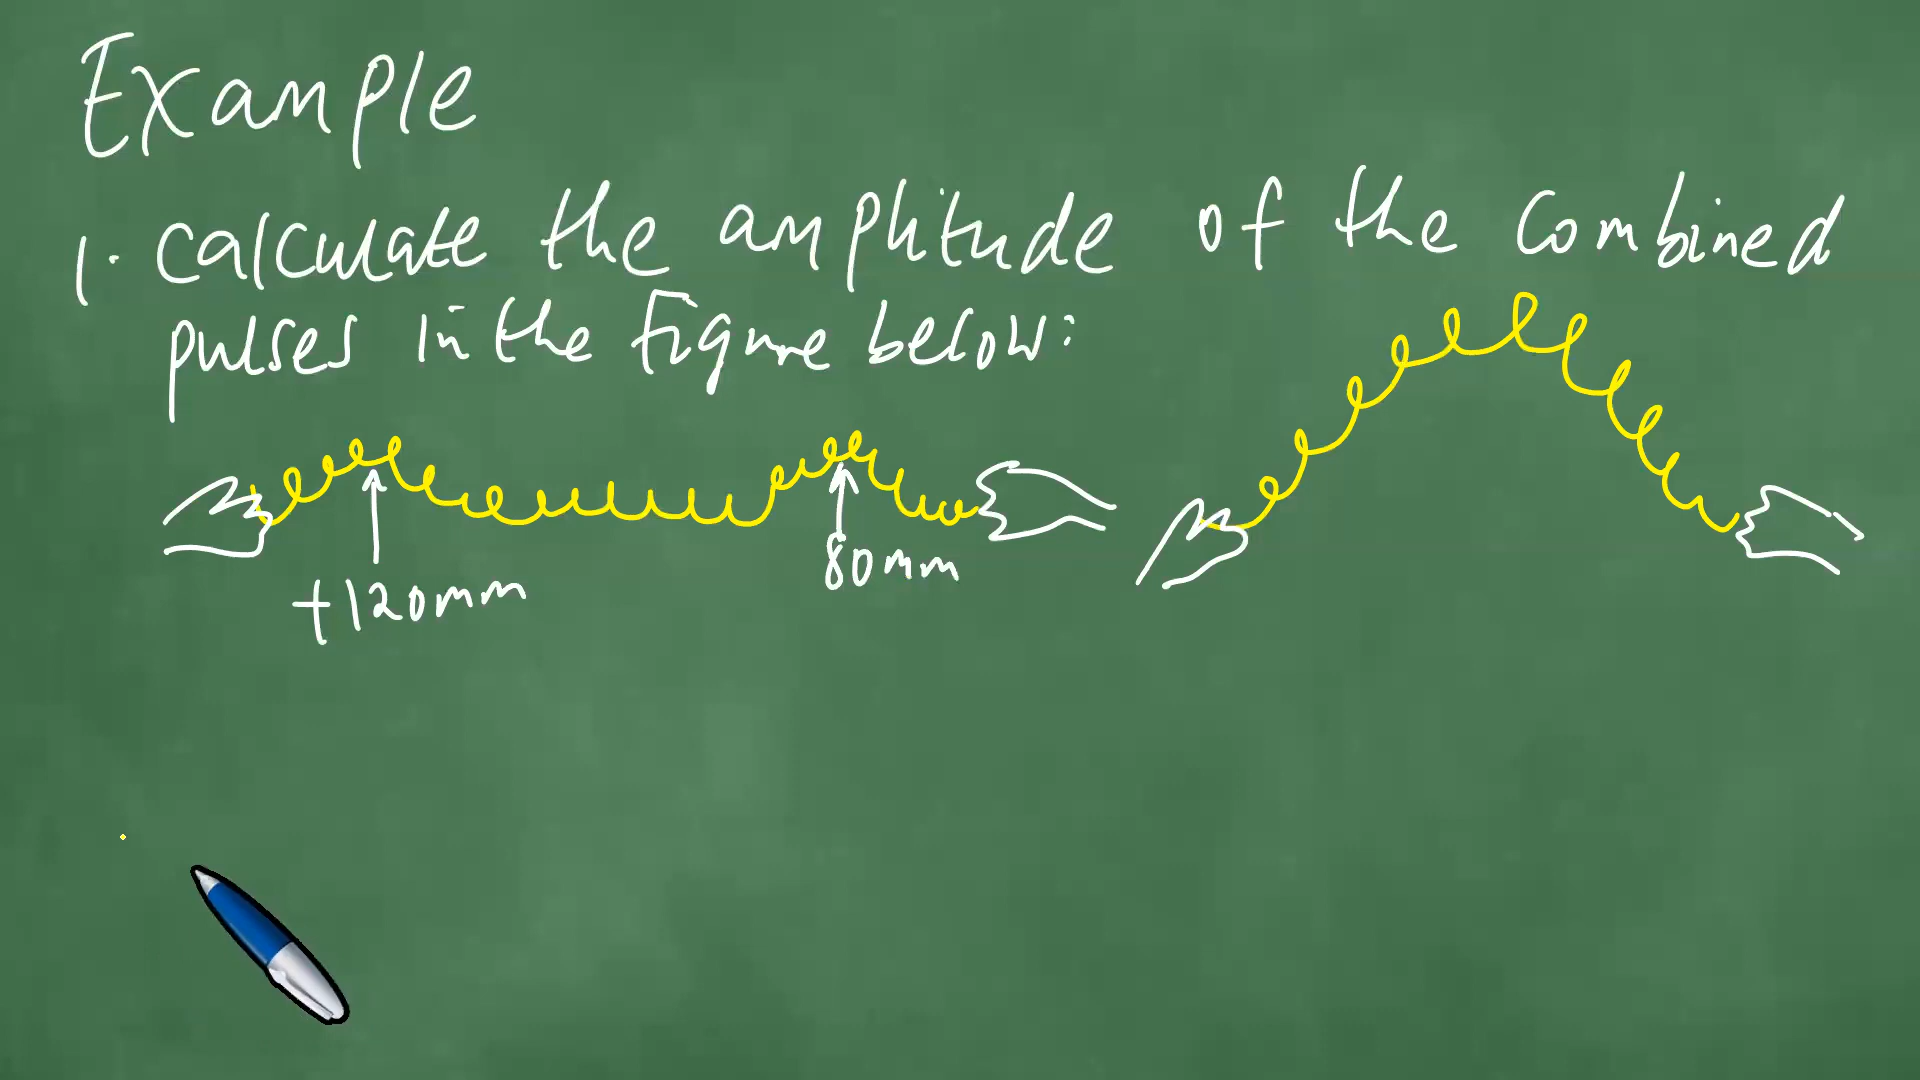 Example
1. calculate the amplitude of the combined
pulses in the figure below:
+120mm
80mm